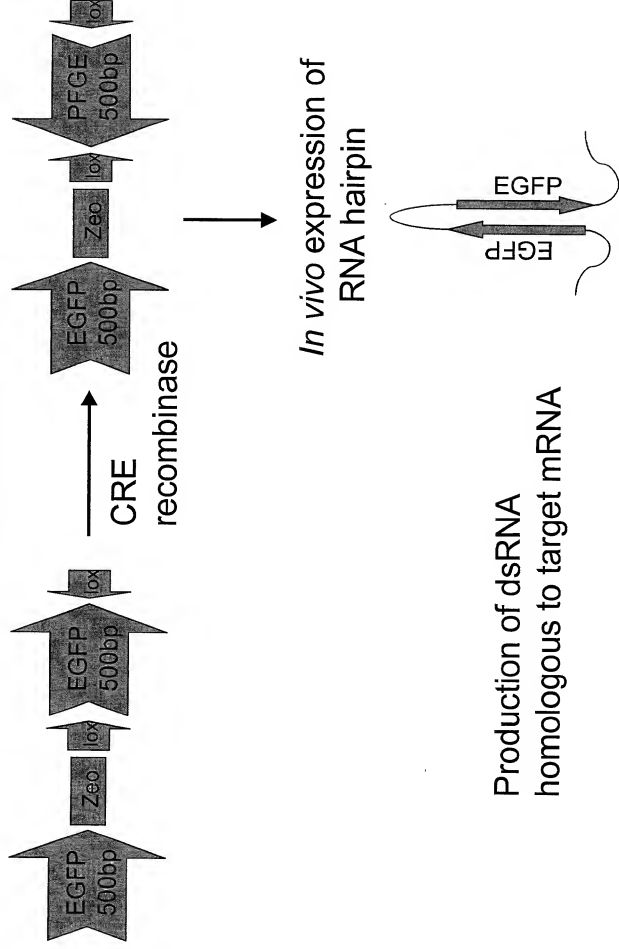 EGFP
500bp
Zeo
lox
EGFP
500bp
lox
CRE
recombinase
EGFP
500bp
Zeo
lox
PFGE
500bp
lox
In vivo expression of
RNA hairpin
EGFP
EGFP
Production of dsRNA
homologous to target mRNA